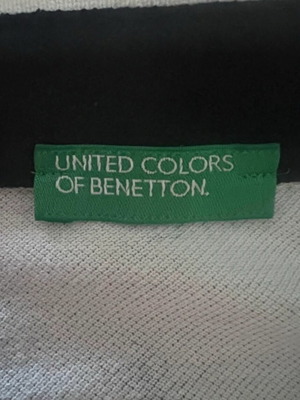 UNITED COLORS
OF BENETTON.